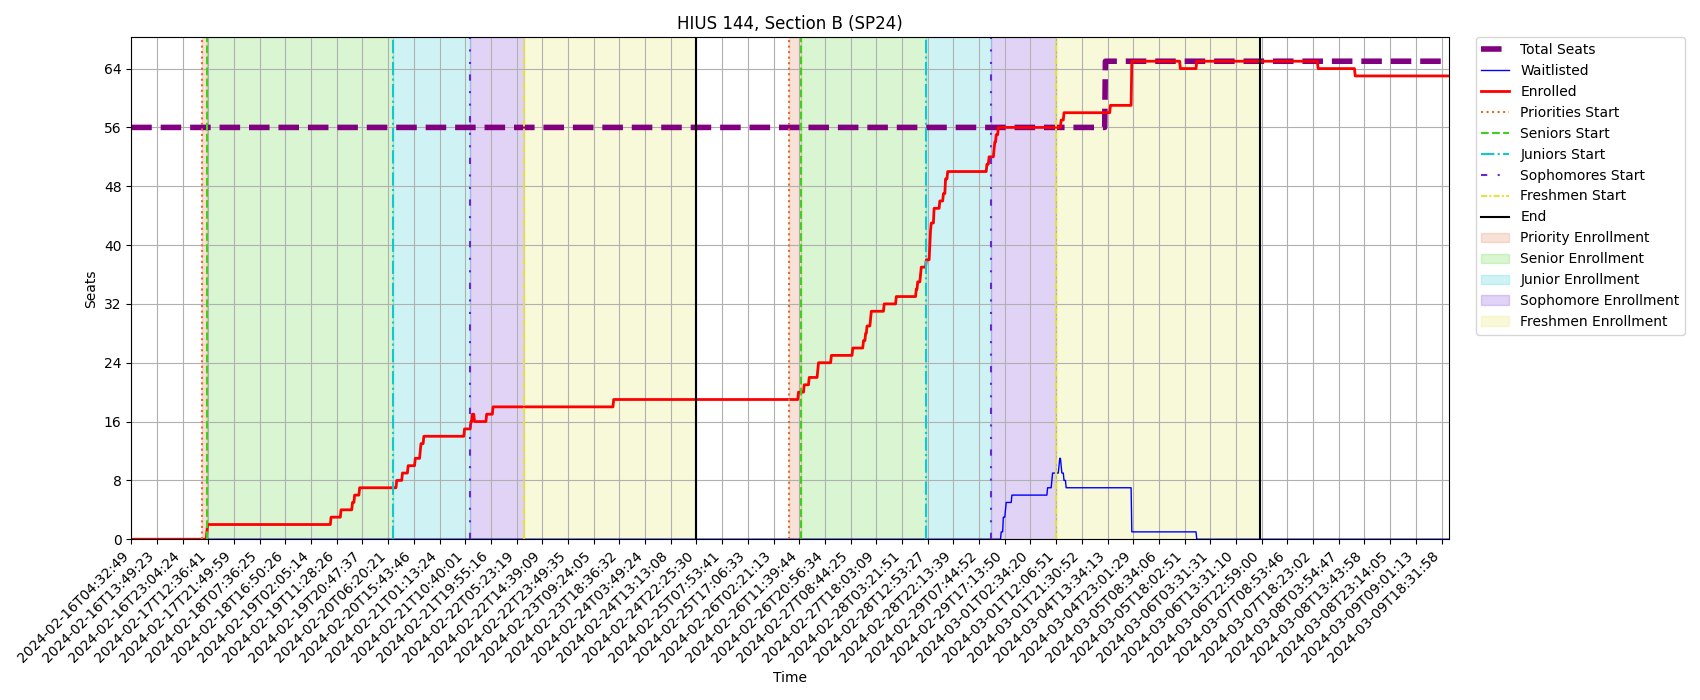 HIUS 144, Section B (SP24)
64
56
48
40
32
24
16
8
0
Seats
2024-02-16T04:32:49
2024-02-16T13:49:23
2024-02-16T23:04:24
2024-02-17T12:36:41
2024-02-17T21:49:59
2024-02-18T07:36:25
2024-02-18T16:50:26
2024-02-19T02:05:14
2024-02-19T11:28:26
2024-02-19T20:47:37
2024-02-20T06:20:21
2024-02-20T15:43:46
2024-02-21T01:13:24
2024-02-21T10:40:01
2024-02-21T19:55:16
2024-02-22T05:23:19
2024-02-22T14:39:09
2024-02-22T23:49:35
2024-02-23T09:24:05
2024-02-23T18:36:32
2024-02-24T03:49:24
2024-02-24T13:13:08
2024-02-24T22:25:30
2024-02-25T07:53:41
2024-02-25T17:06:33
2024-02-26T02:21:13
2024-02-26T11:39:44
2024-02-26T20:56:34
2024-02-27T08:44:25
2024-02-27T18:03:09
2024-02-28T03:21:51
2024-02-28T12:53:27
2024-02-28T22:13:39
2024-02-29T07:44:52
2024-02-29T17:13:50
2024-03-01T02:34:20
2024-03-01T12:06:51
2024-03-01T21:30:52
2024-03-04T13:34:13
2024-03-04T23:01:29
2024-03-05T08:34:06
2024-03-05T18:02:51
2024-03-06T03:31:31
2024-03-06T13:31:10
2024-03-06T22:59:00
2024-03-07T08:53:46
2024-03-07T18:23:02
2024-03-08T03:54:47
2024-03-08T13:43:58
2024-03-08T23:14:05
2024-03-09T09:01:13
2024-03-09T18:31:58
Time
Total Seats
Waitlisted
Enrolled
Priorities Start
Seniors Start
Juniors Start
Sophomores Start
Freshmen Start
End
Priority Enrollment
Senior Enrollment
Junior Enrollment
Sophomore Enrollment
Freshmen Enrollment